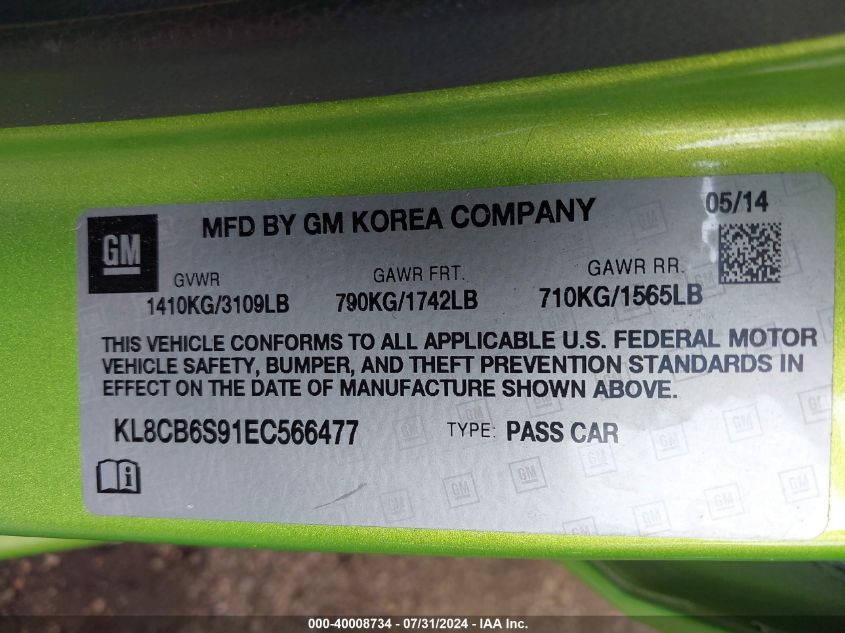 GM
MFD BY GM KOREA COMPANY
05/14
GVWR
GAWR FRT.
GAWR RR.
1410KG/3109LB
790KG/1742LB
710KG/1565LB
THIS VEHICLE CONFORMS TO ALL APPLICABLE U.S. FEDERAL MOTOR
VEHICLE SAFETY, BUMPER, AND THEFT PREVENTION STANDARDS IN
EFFECT ON THE DATE OF MANUFACTURE SHOWN ABOVE.
KL8CB6S91EC566477
TYPE: PASS CAR
000-40008734 / 07/31/2024 - © IAA Inc.